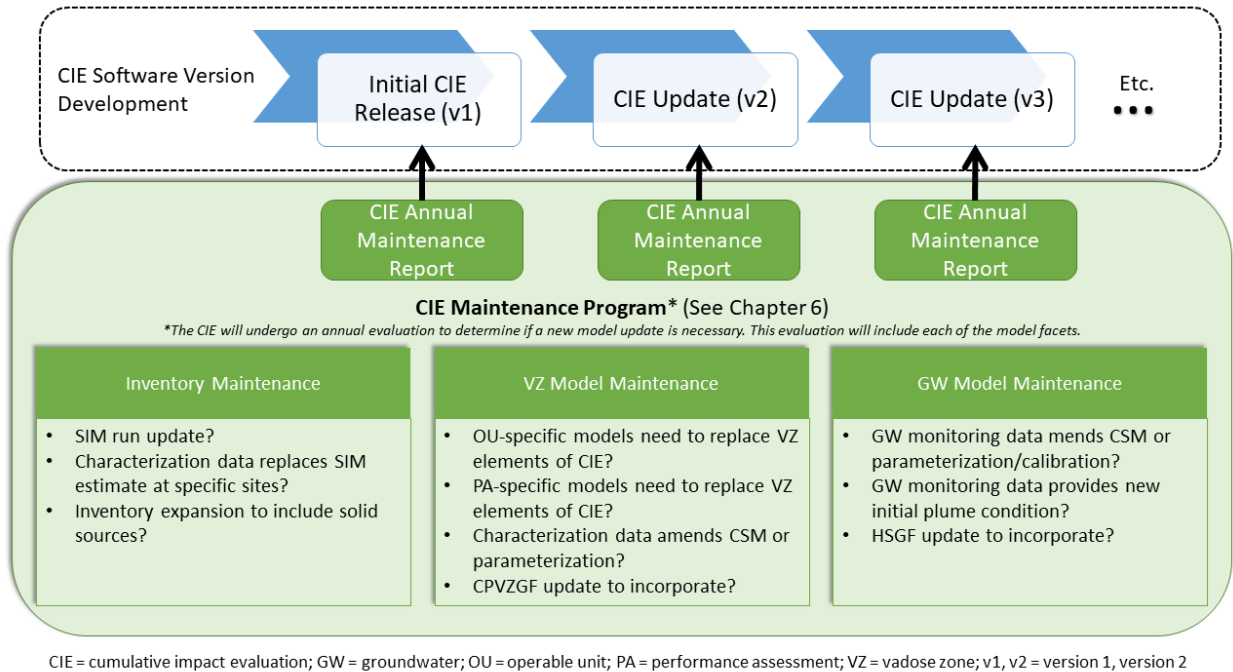 CIE Software Version
Development
Initial CIE
Release (v1)
CIE Update (v2)
CIE Update (v3)
Etc.
...
CIE Annual
Maintenance
Report
CIE Annual
Maintenance
Report
CIE Annual
Maintenance
Report
CIE Maintenance Program* (See Chapter 6)
*The CIE will undergo an annual evaluation to determine if a new model update is necessary. This evaluation will include each of the model facets.
Inventory Maintenance
• SIM run update?
• Characterization data replaces SIM
estimate at specific sites?
• Inventory expansion to include solid
sources?
VZ Model Maintenance
• OU-specific models need to replace VZ
elements of CIE?
• PA-specific models need to replace VZ
elements of CIE?
• Characterization data amends CSM or
parameterization?
• CPVZGF update to incorporate?
GW Model Maintenance
• GW monitoring data mends CSM or
parameterization/calibration?
• GW monitoring data provides new
initial plume condition?
• HSGF update to incorporate?
CIE = cumulative impact evaluation; GW = groundwater; OU = operable unit; PA = performance assessment; VZ = vadose zone; v1, v2 = version 1, version 2